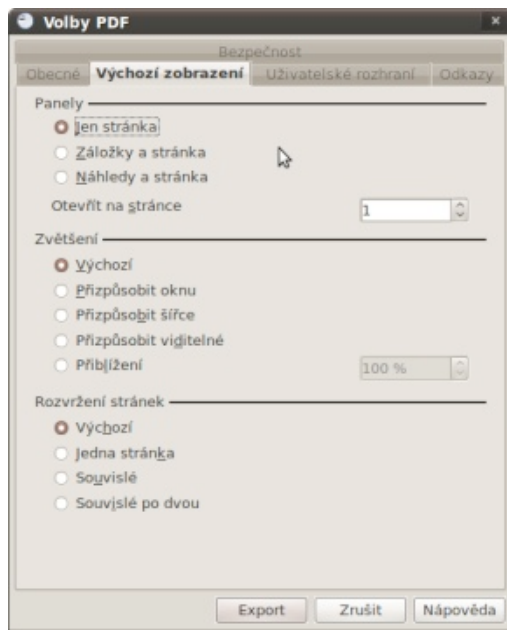 Volby PDF
Bezpečnost
Obecné Výchozí zobrazení Uživatelské rozhraní Odkazy
Panely
Jen stránka
Záložky a stránka
Náhledy a stránka
Otevřít na stránce 1
Zvětšení
Výchozí
Přizpůsobit oknu
Přizpůsobit šířce
Přizpůsobit viditelné
Přiblížení 100 %
Rozvržení stránek
Výchozí
Jedna stránka
Souvislé
Souvislé po dvou
Export Zrušit Nápověda